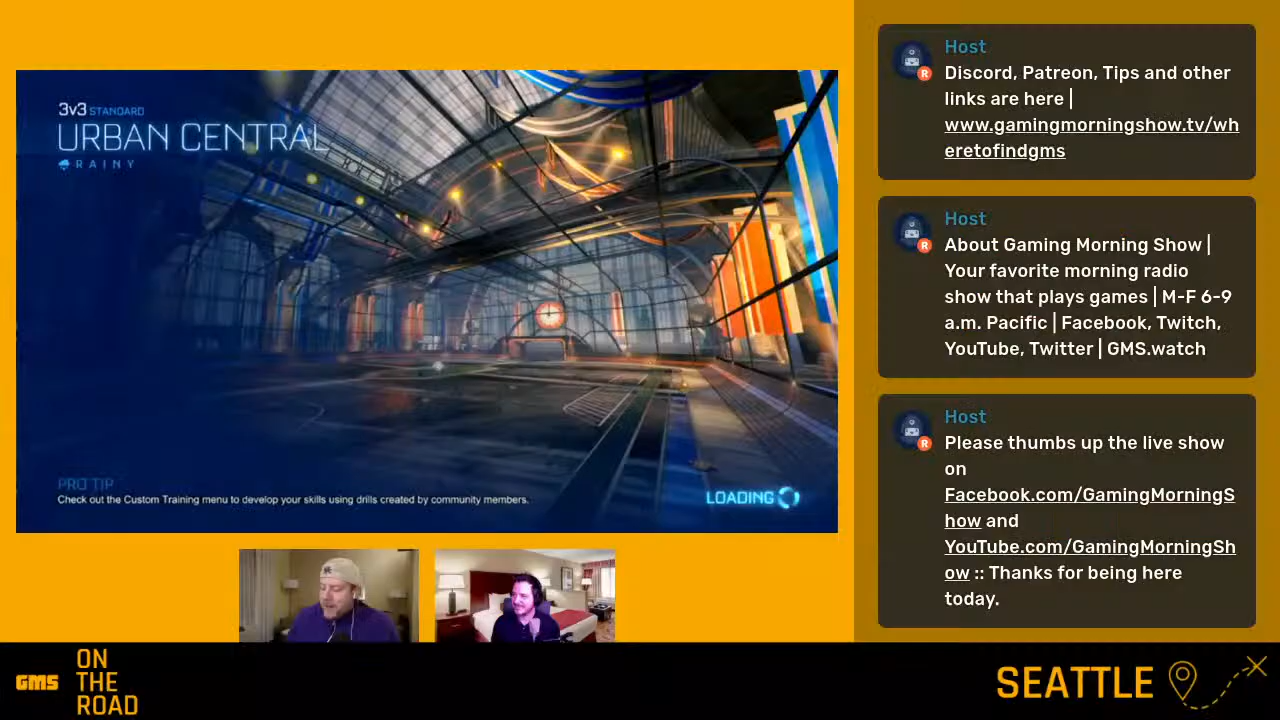 3v3 STANDARD
URBAN CENTRAL
RAINY
PRO TIP
Check out the Custom Training menu to develop your skills using drills created by community members.
LOADING
Host
R
Discord, Patreon, Tips and other
links are here |
www.gamingmorningshow.tv/wh
eretofindgms
Host
R
About Gaming Morning Show |
Your favorite morning radio
show that plays games | M-F 6-9
a.m. Pacific | Facebook, Twitch,
YouTube, Twitter | GMS.watch
Host
R
Please thumbs up the live show
on
Facebook.com/GamingMorningS
how and
YouTube.com/GamingMorningSh
ow :: Thanks for being here
today.
GMS
ON
THE
ROAD
SEATTLE